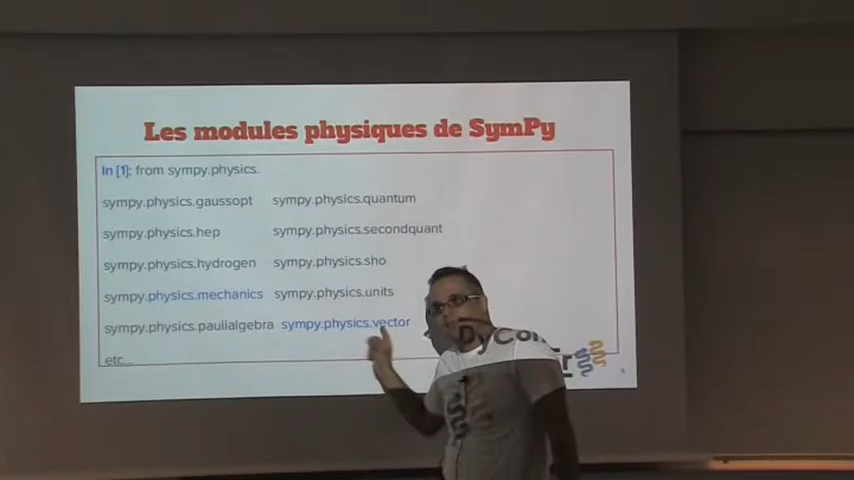 Les modules physiques de SymPy
In [1]: from sympy.physics.
sympy.physics.gaussopt sympy.physics.quantum
sympy.physics.hep sympy.physics.secondquant
sympy.physics.hydrogen sympy.physics.sho
sympy.physics.mechanics sympy.physics.units
sympy.physics.paulialgebra sympy.physics.vector
etc...